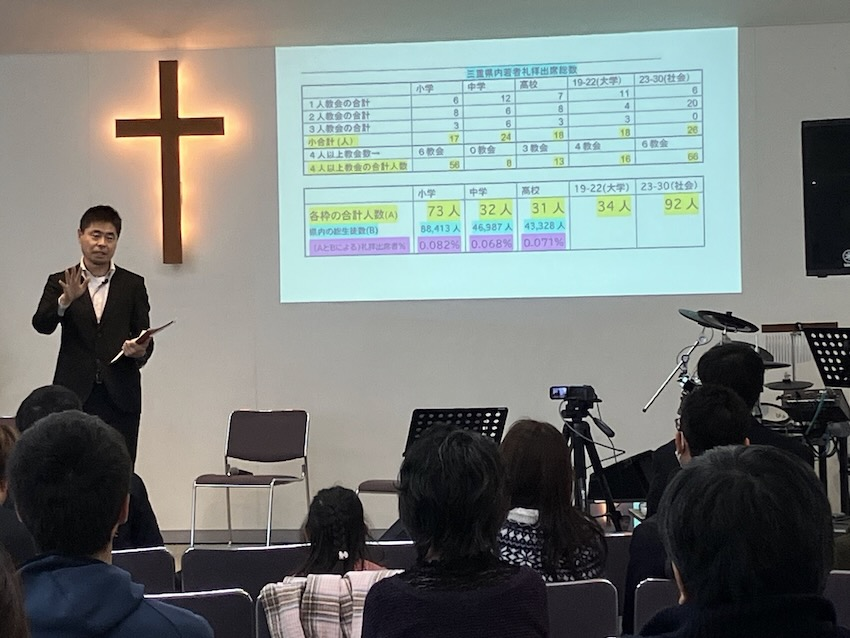 三重県内若者礼拝出席総数
小学 中学 高校 19-22(大学) 23-30(社会)
1人教会の合計 6 12 7 11 6
2人教会の合計 8 6 8 4 20
3人教会の合計 3 6 3 3 0
小合計(人) 17 24 18 18 26
4人以上教会数→ 6教会 0教会 3教会 4教会 6教会
4人以上教会の合計人数 56 8 13 16 66
小学 中学 高校 19-22(大学) 23-30(社会)
各枠の合計人数(A) 73人 32人 31人 34人 92人
県内の総生徒数(B) 88,413人 46,987人 43,328人
(AとBによる)礼拝出席者% 0.082% 0.068% 0.071%